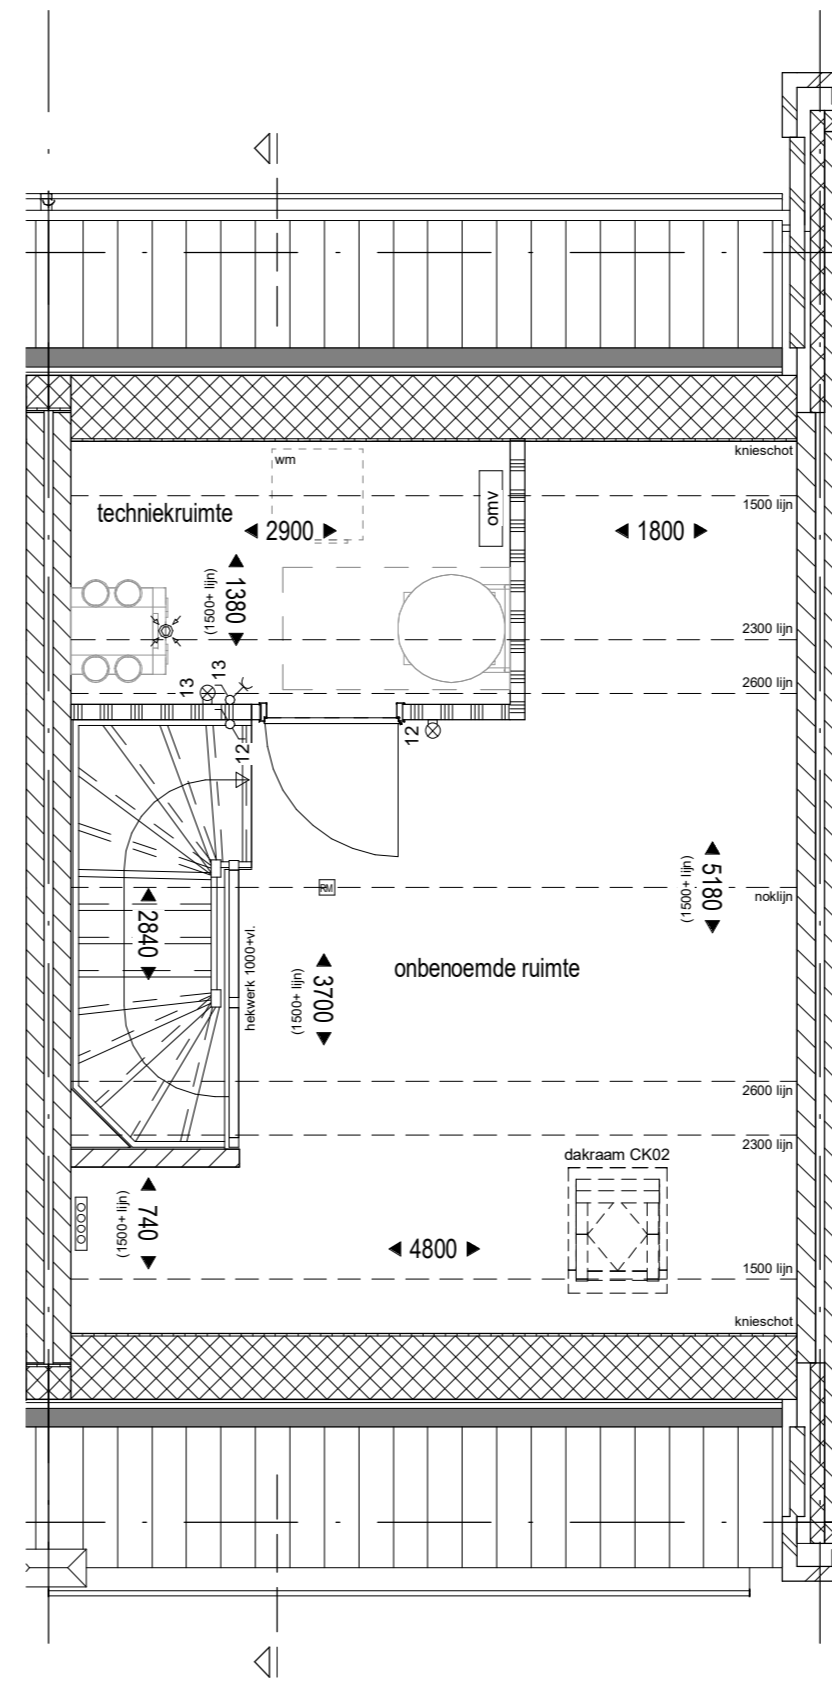 knieschot
wm
1500 lijn
techniekruimte
omv
2900
1800
1380
(1500+ lijn)
2300 lijn
2600 lijn
13
13
12
12
5180
(1500+ lijn)
RM
noklijn
2840
hekwerk 1000+vl.
3700
(1500+ lijn)
onbenoemde ruimte
2600 lijn
2300 lijn
dakraam CK02
740
(1500+ lijn)
4800
1500 lijn
knieschot